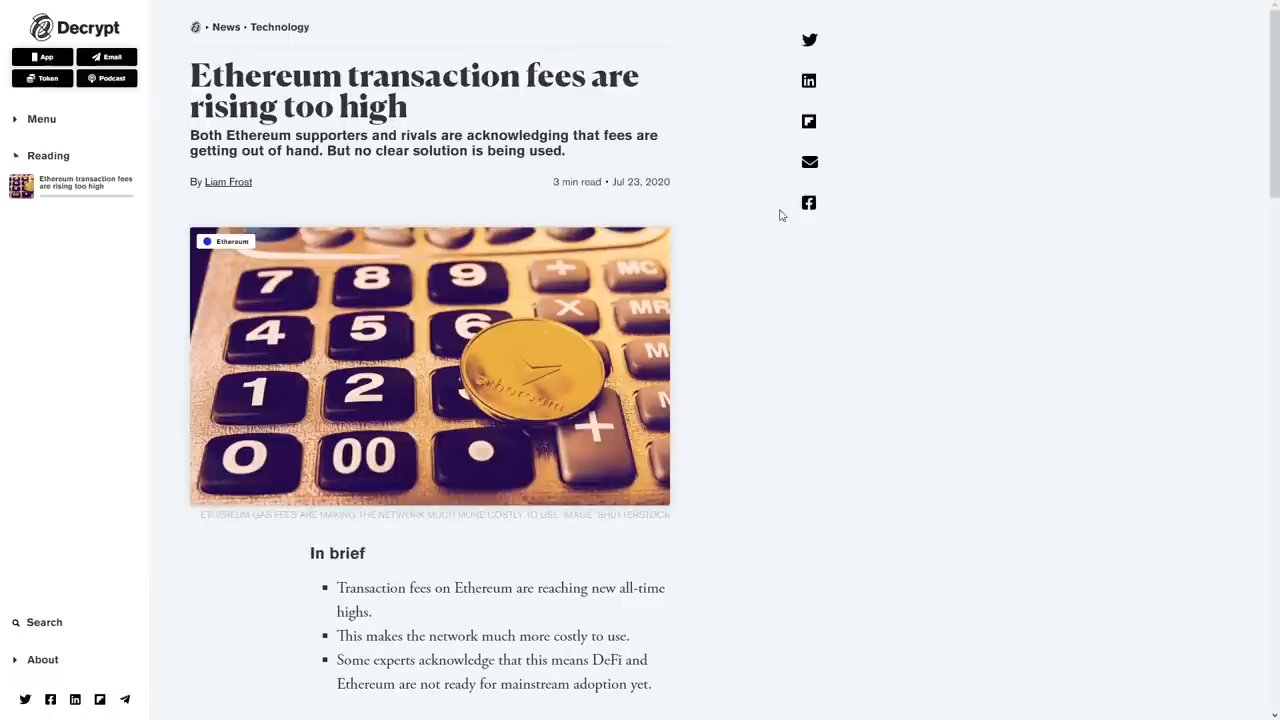 Decrypt
App
Email
Token
Podcast
Menu
Reading
Ethereum transaction fees
are rising too high
Search
About
• News • Technology
Ethereum transaction fees are
rising too high
Both Ethereum supporters and rivals are acknowledging that fees are
getting out of hand. But no clear solution is being used.
By Liam Frost
3 min read • Jul 23, 2020
Ethereum
7 8 9 + MC
4 5 6 X MR
1 2 +
0 00
ethereum
ETHEREUM GAS FEES ARE MAKING THE NETWORK MUCH MORE COSTLY TO USE. IMAGE: SHUTTERSTOCK
In brief
Transaction fees on Ethereum are reaching new all-time
highs.
This makes the network much more costly to use.
Some experts acknowledge that this means DeFi and
Ethereum are not ready for mainstream adoption yet.